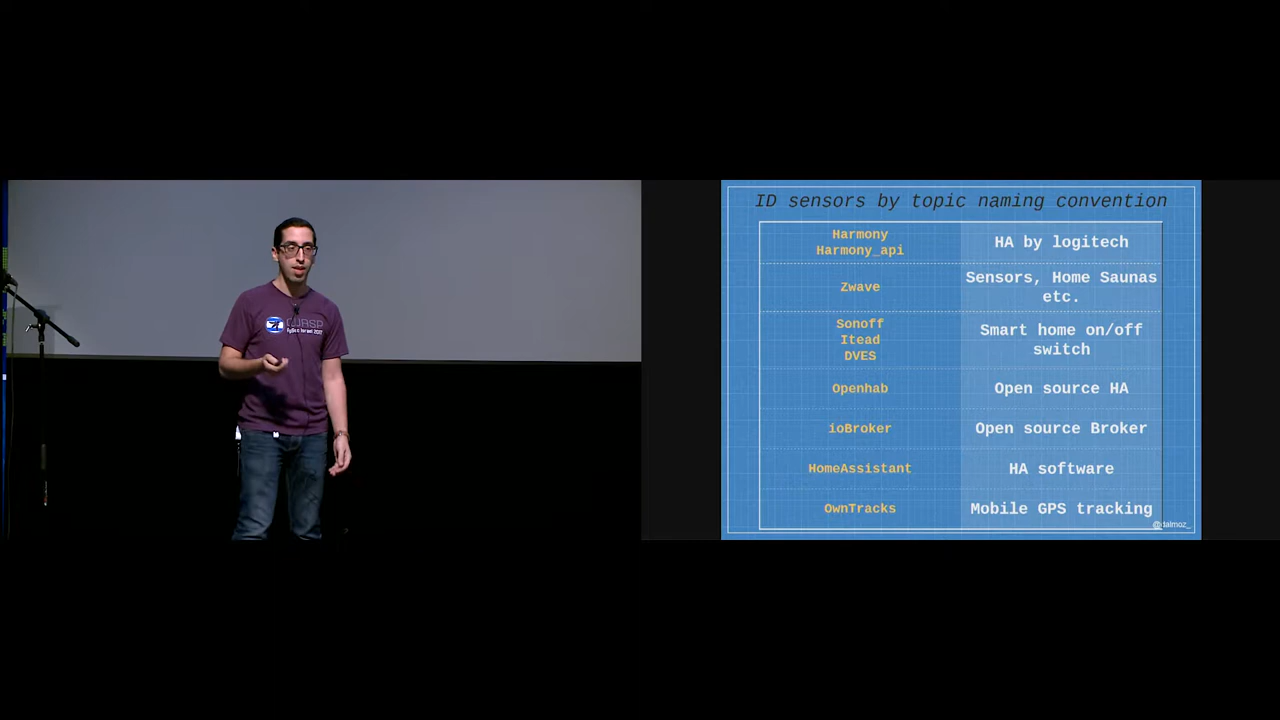 OWASP
ID sensors by topic naming convention
Harmony
Harmony_api
HA by logitech
Zwave
Sensors, Home Saunas
etc.
Sonoff
Itead
DVES
Smart home on/off
switch
Openhab
Open source HA
ioBroker
Open source Broker
HomeAssistant
HA software
OwnTracks
Mobile GPS tracking
@dalmoz_